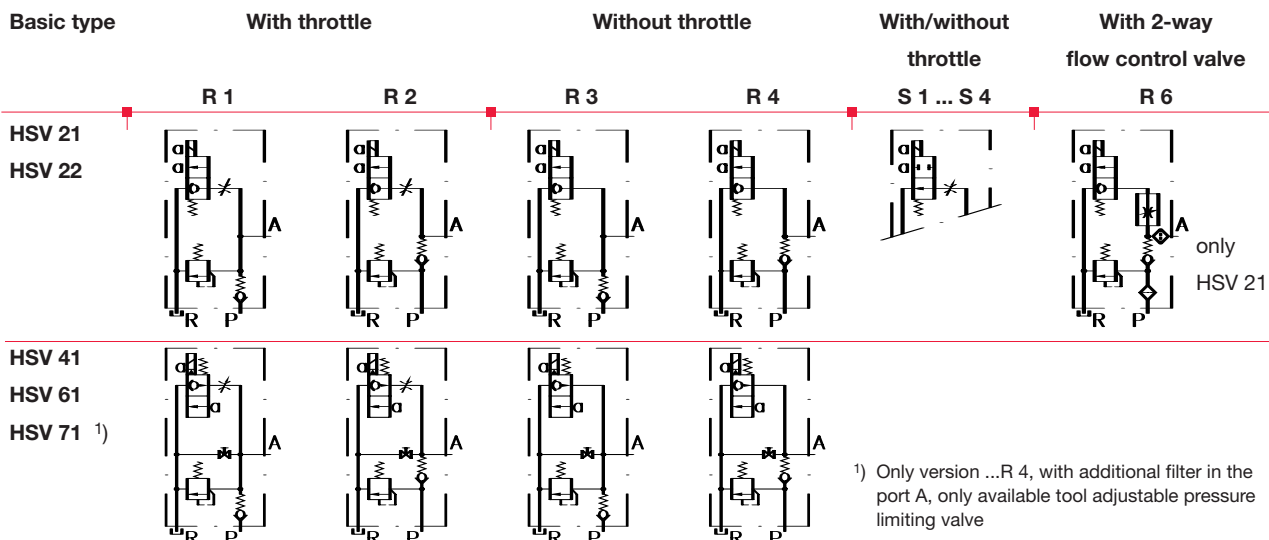 Basic type With throttle Without throttle With/without throttle With 2-way flow control valve
R 1 R 2 R 3 R 4 S 1 ... S 4 R 6
HSV 21
HSV 22
a a a a a a
a a a a a a
A A A A A
only
HSV 21
R P R P R P R P R P
HSV 41
HSV 61
HSV 71 ¹)
a a a a
a a a a
A A A A
R P R P R P R P
¹) Only version ...R 4, with additional filter in the
port A, only available tool adjustable pressure
limiting valve